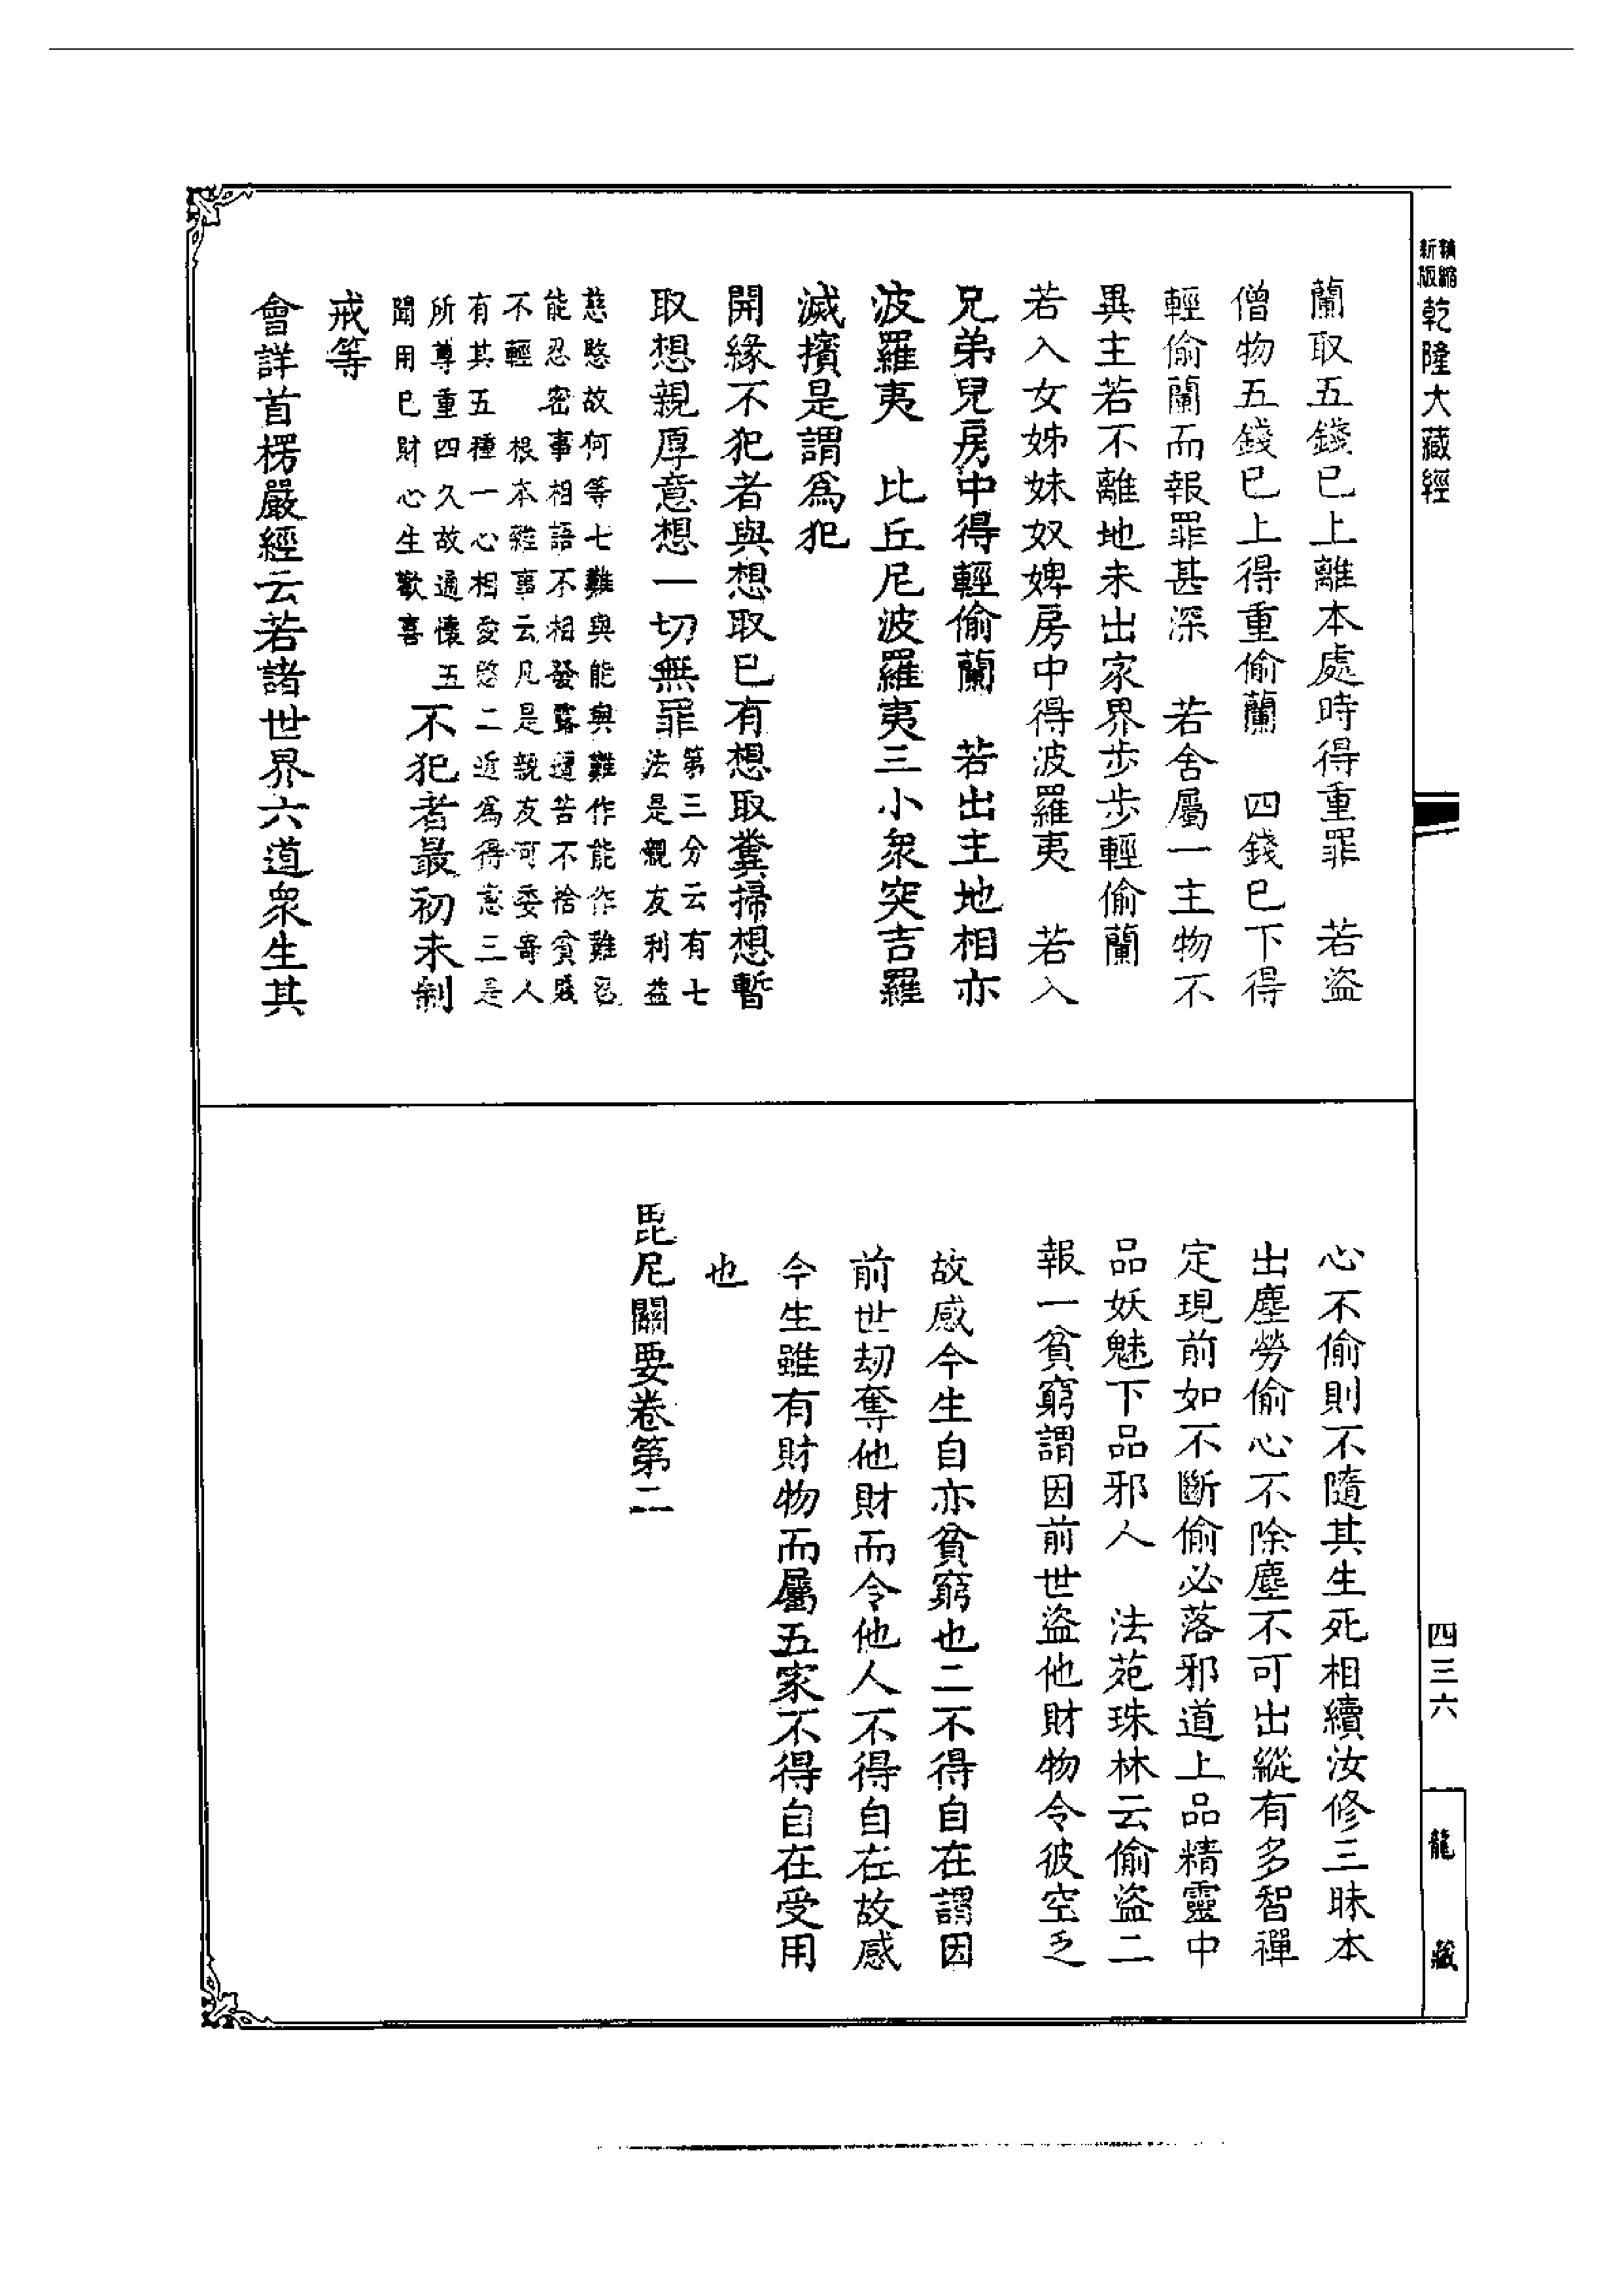 精縮新版乾隆大藏經
蘭取五錢已上離本處時得重罪　若盜
僧物五錢已上得重偷蘭　四錢已下得
輕偷蘭而報罪甚深　若舍屬一主物不
異主若不離地未出家界步步輕偷蘭
若入女姊妹奴婢房中得波羅夷　若入
兄弟兒房中得輕偷蘭　若出主地相亦
波羅夷　比丘尼波羅夷三小衆突吉羅
滅擯是謂爲犯
開緣不犯者與想取已有想取糞掃想暫
取想親厚意想一切無罪第三分云有七
法是親友利益
慈愍故何等七難與能與難作能作難忍
能忍密事相語不相發露遭苦不捨貧賤
不輕　根本雜事云凡是親友可委寄人
有其五種一心相愛愍二近爲得意三是
所尊重四久故通懷五
聞用已財心生歡喜不犯者最初未制
戒等
會詳首楞嚴經云若諸世界六道衆生其
心不偷則不隨其生死相續汝修三昧本
出塵勞偷心不除塵不可出縱有多智禪
定現前如不斷偷必落邪道上品精靈中
品妖魅下品邪人　法苑珠林云偷盜二
報一貧窮謂因前世盜他財物令彼空乏
故感今生自亦貧窮也二不得自在謂因
前世劫奪他財而令他人不得自在故感
今生雖有財物而屬五家不得自在受用
也
毘尼關要卷第二
四三六
龍藏